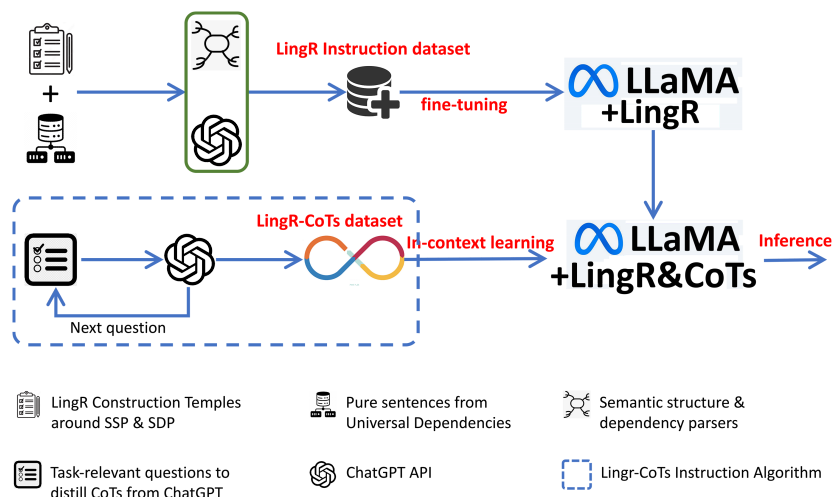 LingR Instruction dataset
+
fine-tuning
LLaMA
+LingR
LingR-CoTs dataset
In-context learning
LLaMA
+LingR&CoTs
Inference
Next question
LingR Construction Temples
around SSP & SDP
Pure sentences from
Universal Dependencies
Semantic structure &
dependency parsers
Task-relevant questions to
distill CoTs from ChatGPT
ChatGPT API
Lingr-CoTs Instruction Algorithm